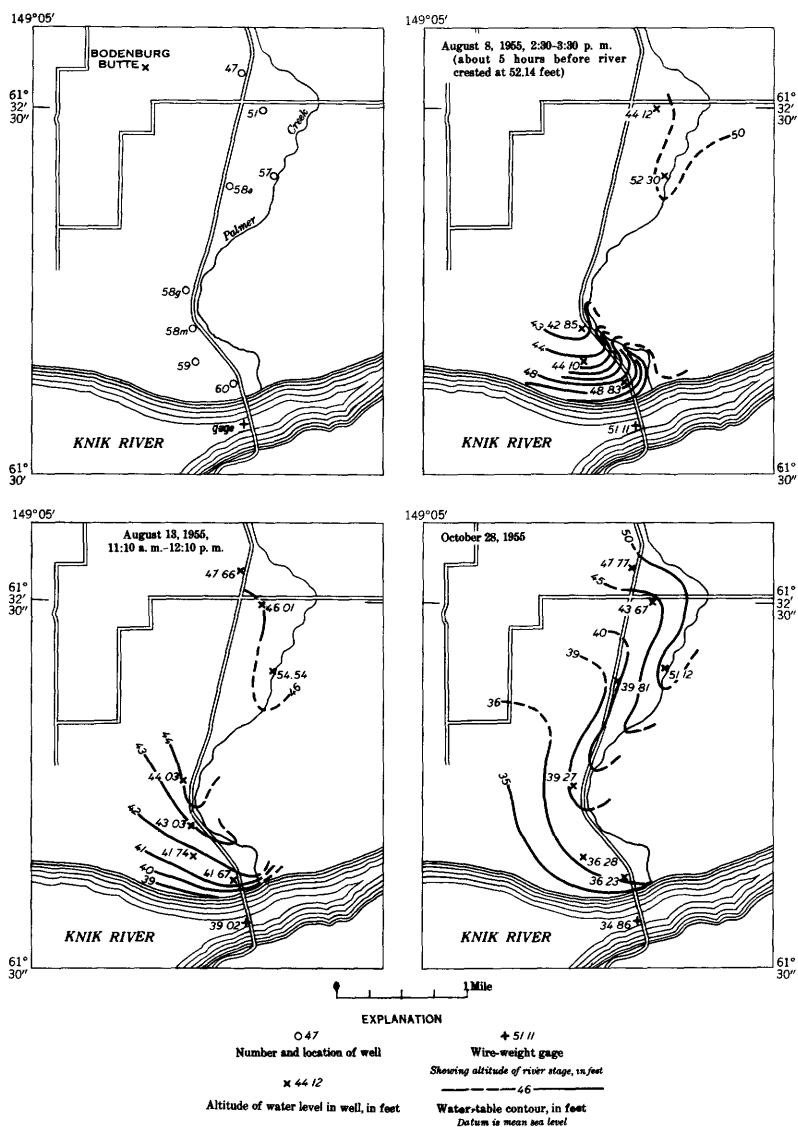 149°05′
BODENBURG
BUTTE
47
61°
32′
30″
51
Creek
57
58e
Palmer
58g
58m
59
60
gage
KNIK RIVER
61°
30″
149°05′
August 8, 1955, 2:30-3:30 p. m.
(about 5 hours before river
crested at 52.14 feet)
61°
32′
30″
44 12
50
52 30
43
42 85
44
44 10
48
48 83
51 11
KNIK RIVER
61°
30″
149°05′
August 13, 1955,
11:10 a. m.-12:10 p. m.
47 66
61°
32′
30″
46 01
54.54
46
44
43
44 03
42
43 03
41
41 74
40
41 67
39
39 02
KNIK RIVER
61°
30″
149°05′
October 28, 1955
50
47 77
45
61°
32′
30″
43 67
40
39
51 12
39 81
36
39 27
35
36 28
36 23
34 86
KNIK RIVER
61°
30″
0 1 Mile
EXPLANATION
47
Number and location of well
51 11
Wire-weight gage
Showing altitude of river stage, in feet
44 12
Altitude of water level in well, in feet
46
Water-table contour, in feet
Datum is mean sea level